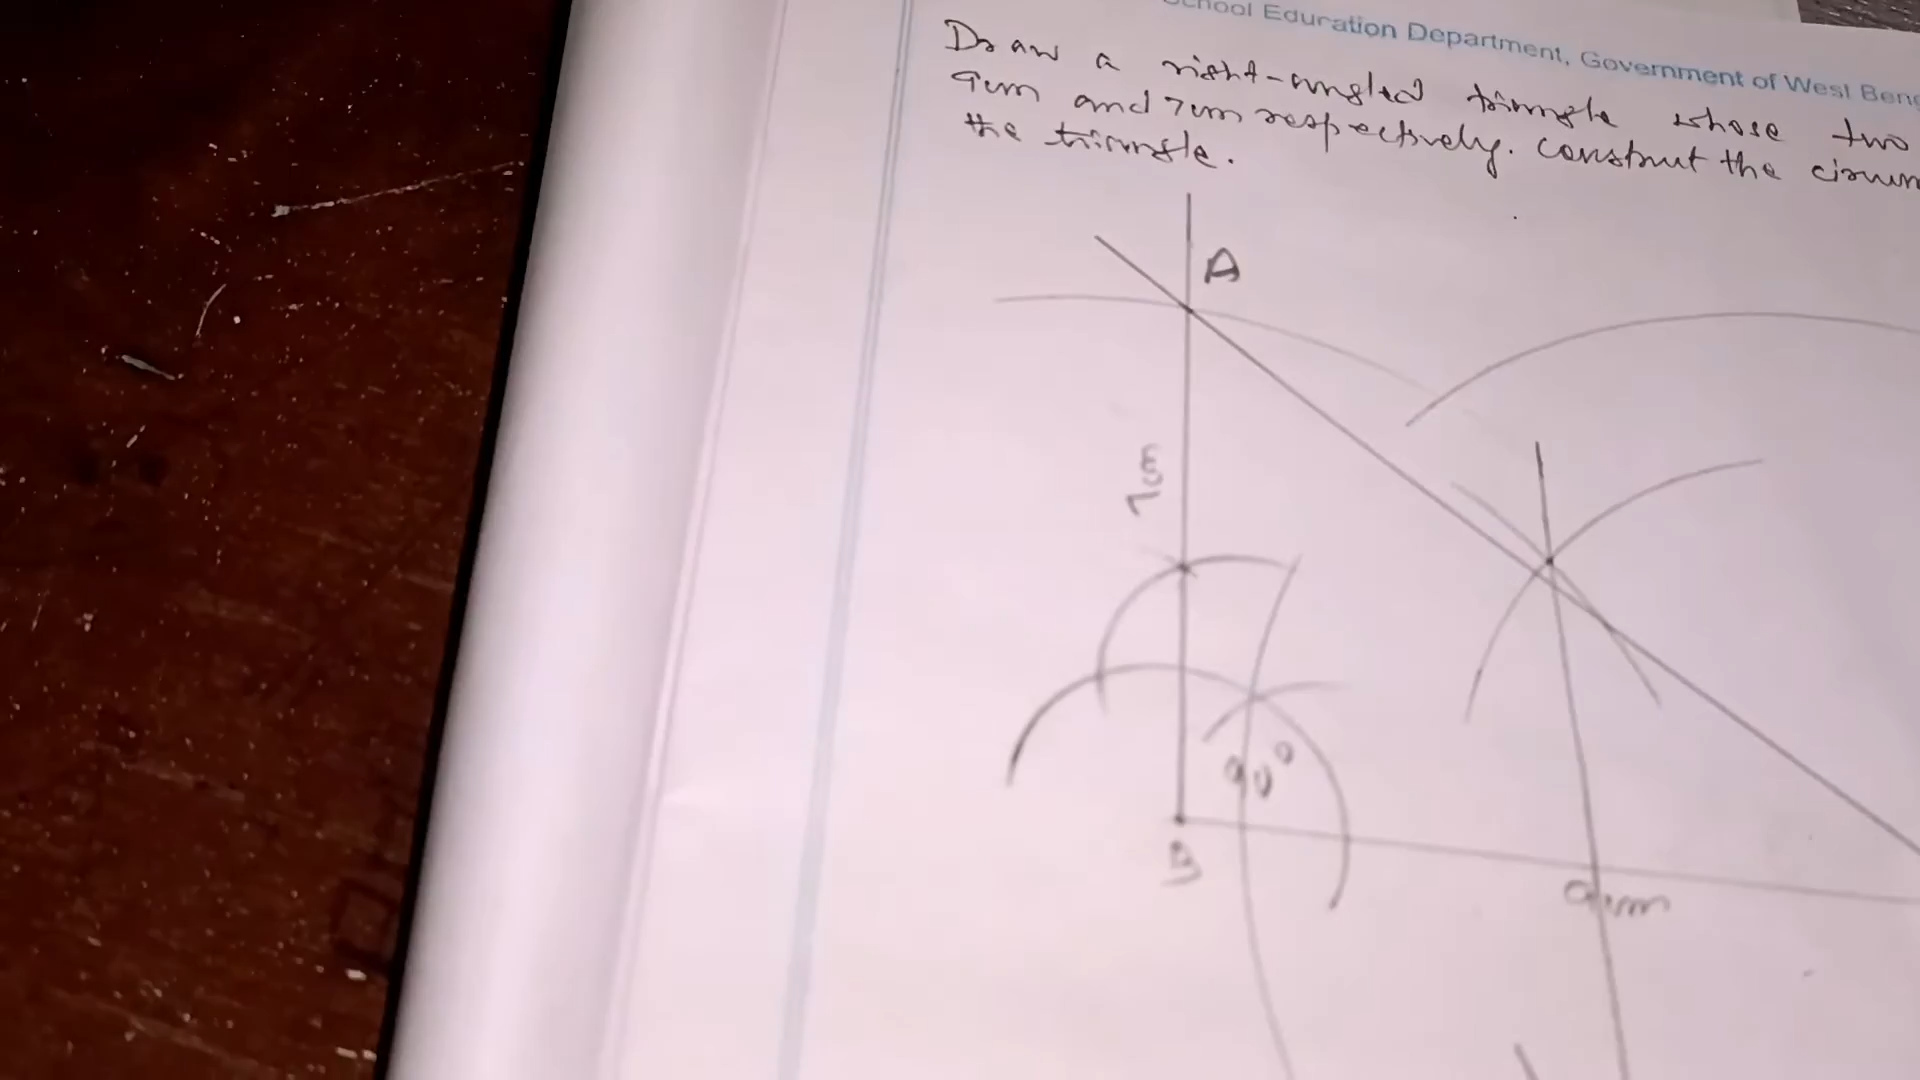 School Education Department, Government of West Beng
Draw a right-angled triangle whose two
9cm and 7cm respectively. construct the circum
the triangle.
A
7cm
90°
B
9cm